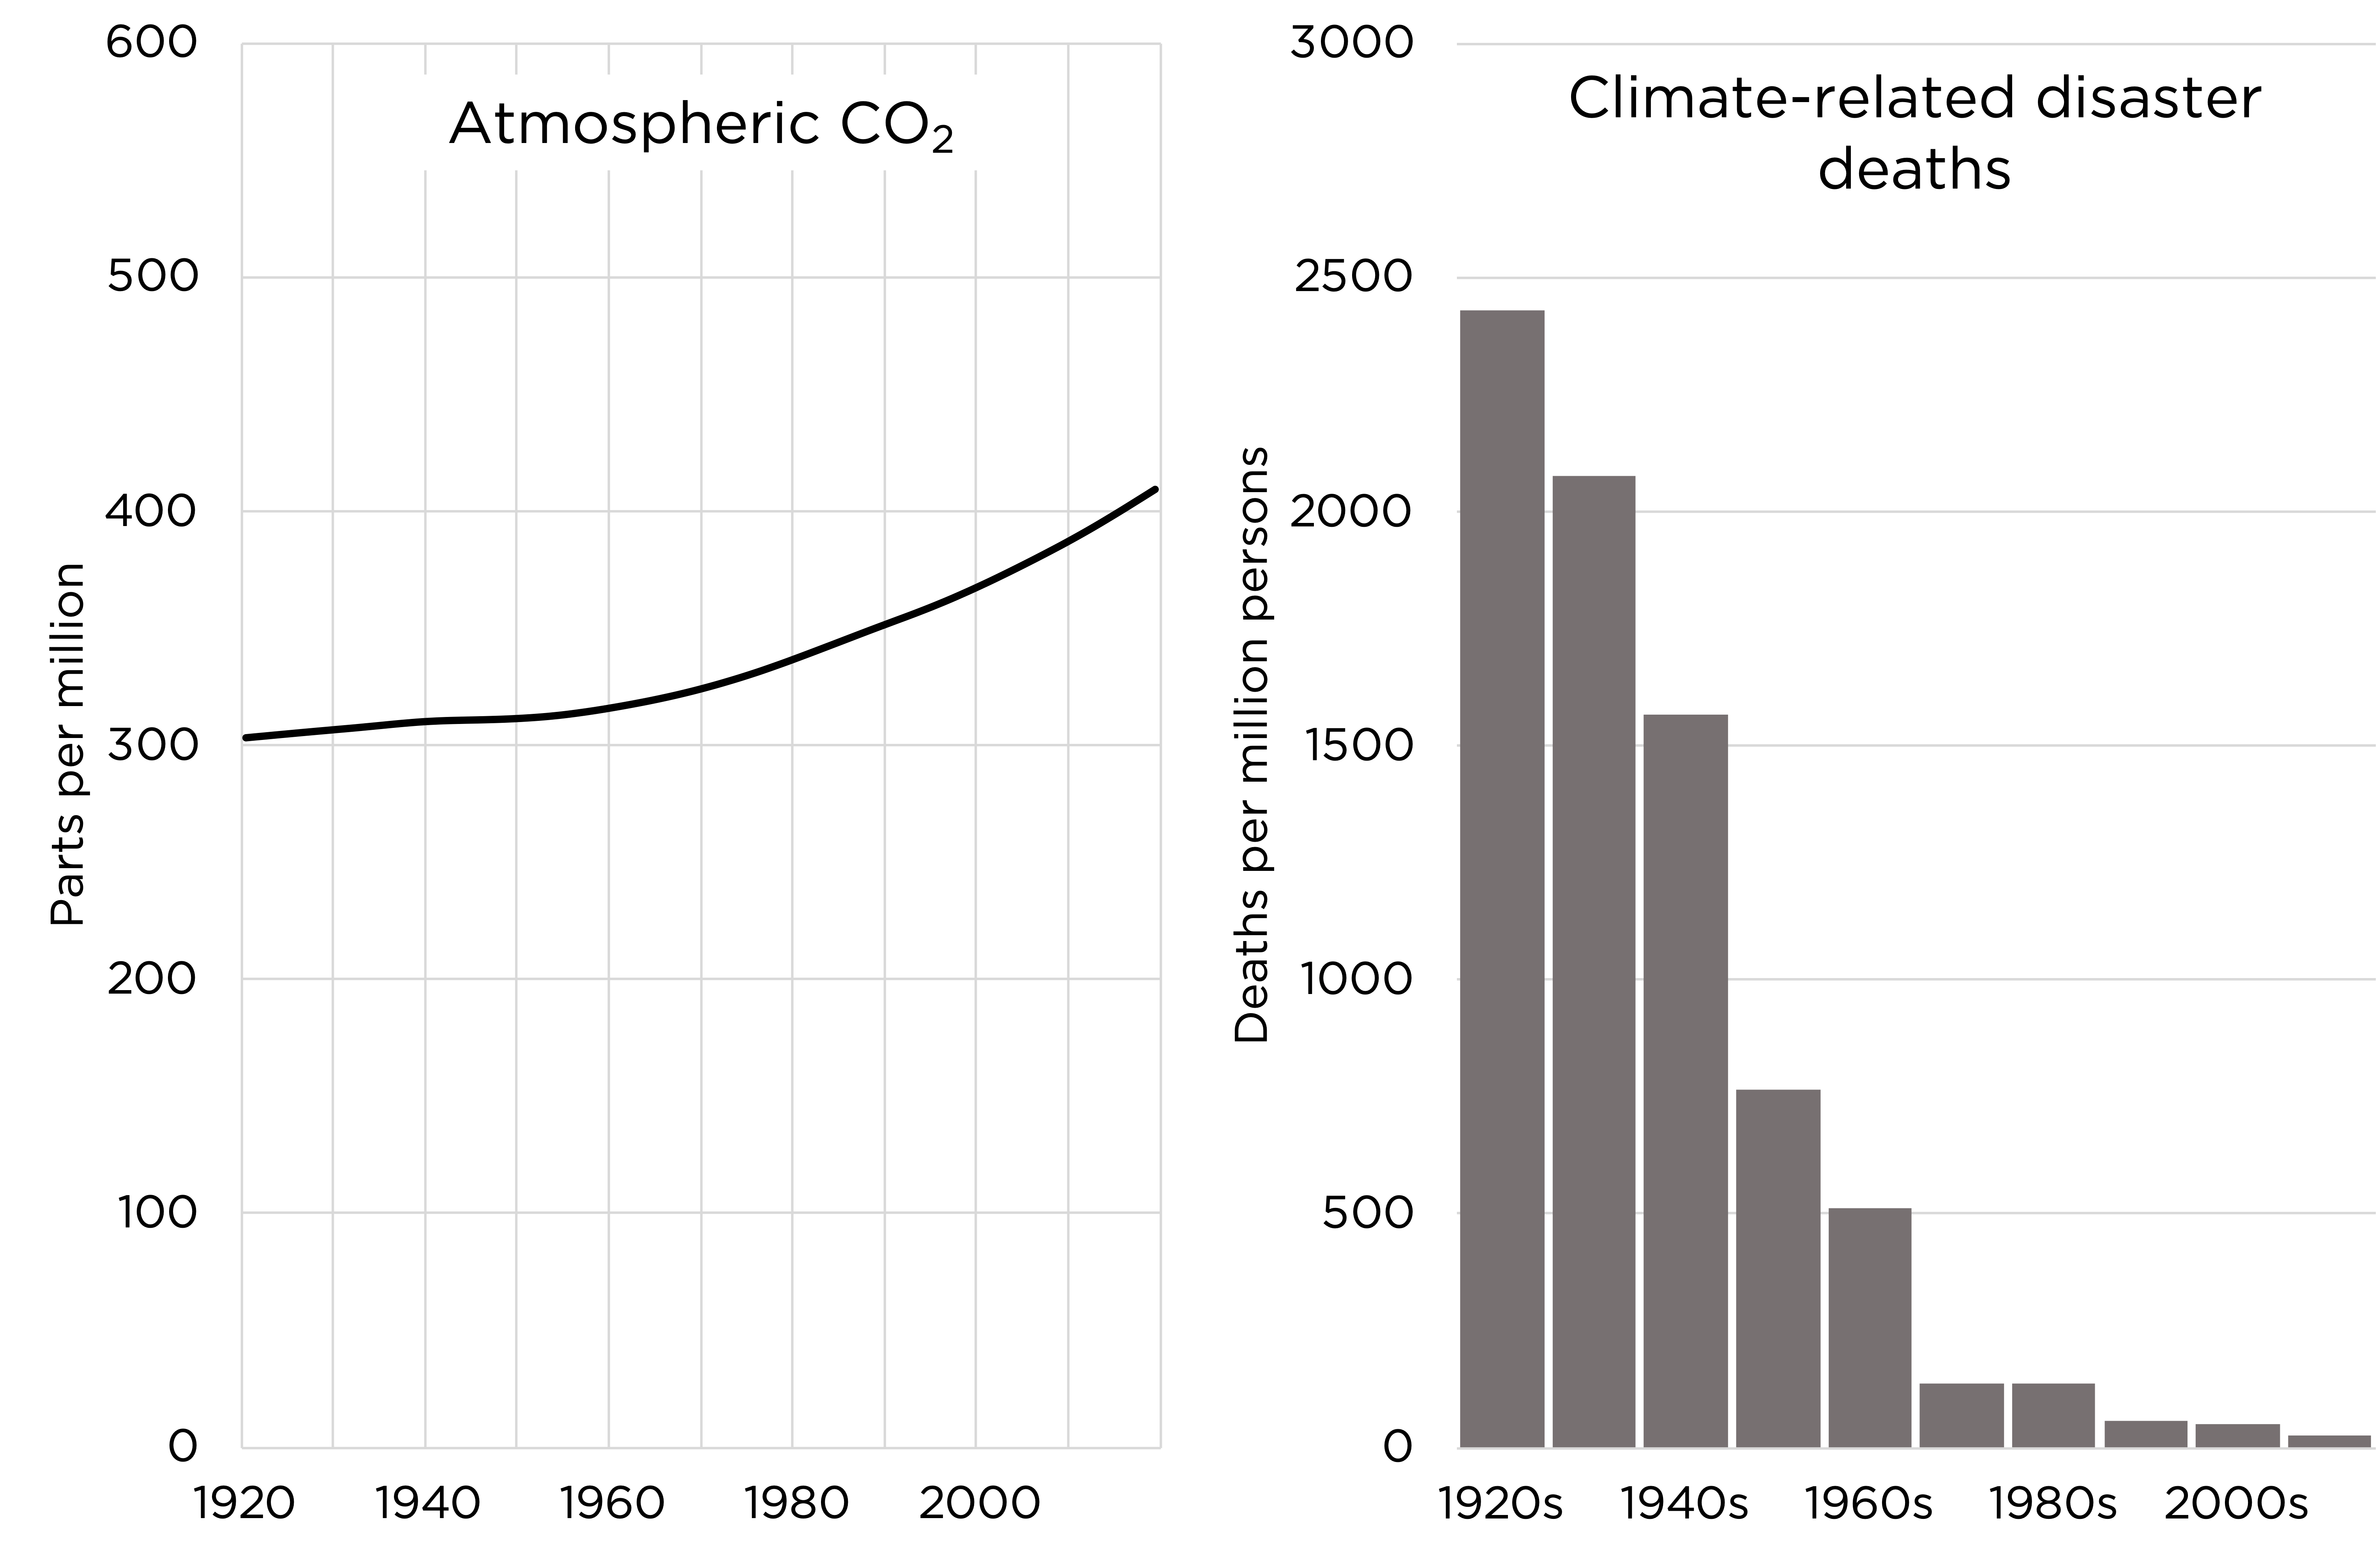 Atmospheric CO₂
Parts per million
600
500
400
300
200
100
0
1920 1940 1960 1980 2000
Climate-related disaster
deaths
Deaths per million persons
3000
2500
2000
1500
1000
500
0
1920s 1940s 1960s 1980s 2000s